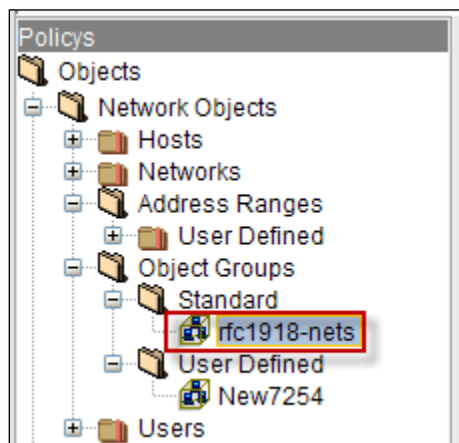 Policys
Objects
Network Objects
Hosts
Networks
Address Ranges
User Defined
Object Groups
Standard
rfc1918-nets
User Defined
New7254
Users